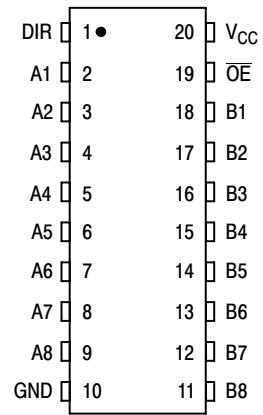 DIR 1 20 VCC
A1 2 19 OE
A2 3 18 B1
A3 4 17 B2
A4 5 16 B3
A5 6 15 B4
A6 7 14 B5
A7 8 13 B6
A8 9 12 B7
GND 10 11 B8